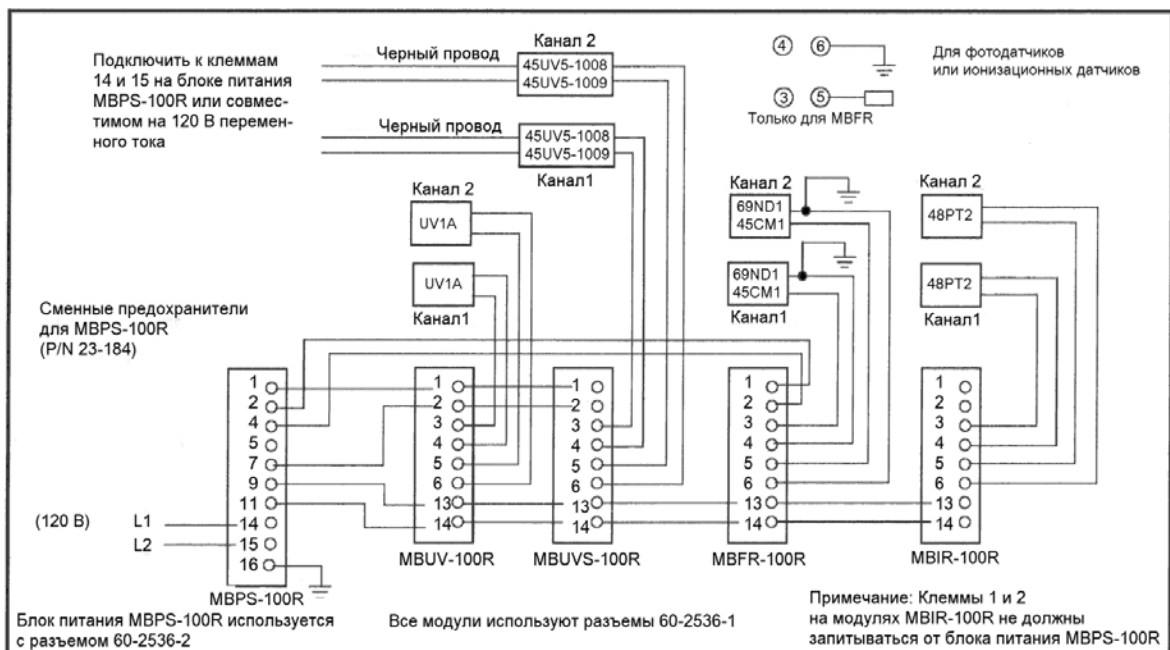 Подключить к клеммам
14 и 15 на блоке питания
MBPS-100R или совмес-
тимом на 120 В перемен-
ного тока
Черный провод
Канал 2
45UV5-1008
45UV5-1009
Черный провод
45UV5-1008
45UV5-1009
Канал1
4 6
Для фотодатчиков
или ионизационных датчиков
3 5
Только для MBFR
Канал 2
UV1A
UV1A
Канал1
Канал 2
69ND1
45CM1
69ND1
45CM1
Канал1
Канал 2
48PT2
48PT2
Канал1
Сменные предохранители
для MBPS-100R
(P/N 23-184)
1
2
4
5
7
9
11
14
15
16
(120 В)
L1
L2
MBPS-100R
1
2
3
4
5
6
13
14
MBUV-100R
1
2
3
4
5
6
13
14
MBUVS-100R
1
2
3
4
5
6
13
14
MBFR-100R
1
2
3
4
5
6
13
14
MBIR-100R
Блок питания MBPS-100R используется
с разъемом 60-2536-2
Все модули используют разъемы 60-2536-1
Примечание: Клеммы 1 и 2
на модулях MBIR-100R не должны
запитываться от блока питания MBPS-100R